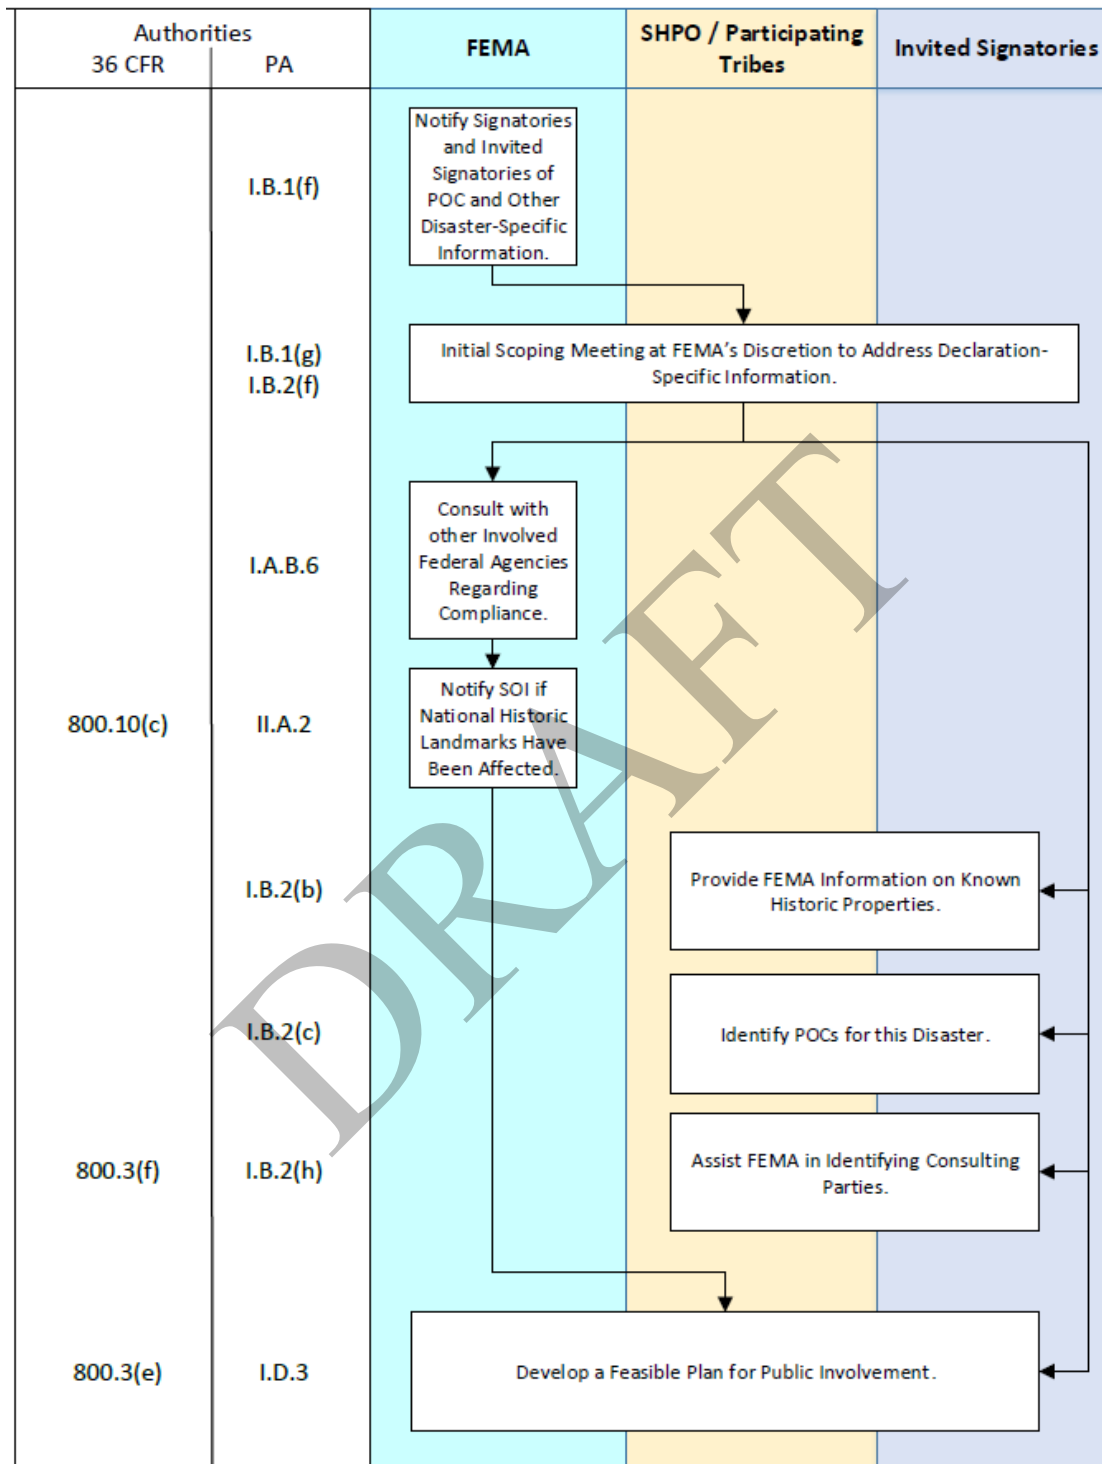 Authorities
36 CFR
PA
FEMA
SHPO / Participating
Tribes
Invited Signatories
I.B.1(f)
Notify Signatories
and Invited
Signatories of
POC and Other
Disaster-Specific
Information.
I.B.1(g)
I.B.2(f)
Initial Scoping Meeting at FEMA's Discretion to Address Declaration-
Specific Information.
I.A.B.6
Consult with
other Involved
Federal Agencies
Regarding
Compliance.
800.10(c)
II.A.2
Notify SOI if
National Historic
Landmarks Have
Been Affected.
I.B.2(b)
Provide FEMA Information on Known
Historic Properties.
I.B.2(c)
Identify POCs for this Disaster.
800.3(f)
I.B.2(h)
Assist FEMA in Identifying Consulting
Parties.
800.3(e)
I.D.3
Develop a Feasible Plan for Public Involvement.
DRAFT